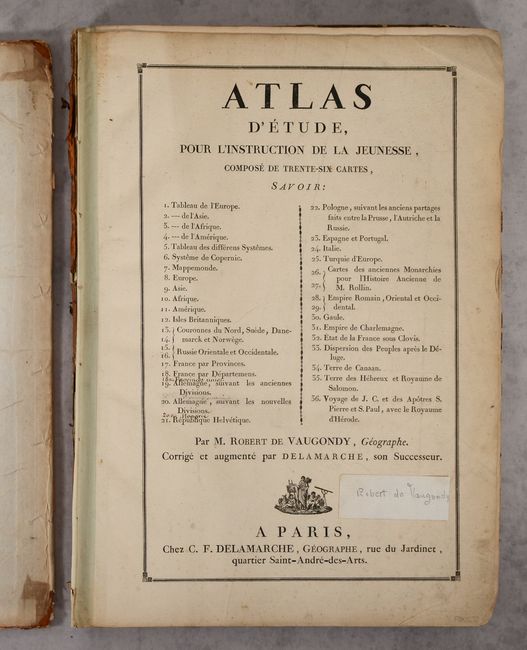 ATLAS
D'ÉTUDE,
POUR L'INSTRUCTION DE LA JEUNESSE,
COMPOSÉ DE TRENTE-SIX CARTES,
SAVOIR:
1. Tableau de l'Europe.
2. — de l'Asie.
3. — de l'Afrique.
4. — de l'Amérique.
5. Tableau des différens Systêmes.
6. Systême de Copernic.
7. Mappemonde.
8. Europe.
9. Asie.
10. Afrique.
11. Amérique.
12. Isles Britanniques.
13. } Couronnes du Nord, Suède, Dane-
14. } marck et Norwège.
15. } Russie Orientale et Occidentale.
16. }
17. France par Provinces.
18. France par Départemens.
19. Allemagne, suivant les anciennes
Divisions.
20. Allemagne, suivant les nouvelles
Divisions.
21. République Helvétique.
22. Pologne, suivant les anciens partages
faits entre la Prusse, l'Autriche et la
Russie.
23. Espagne et Portugal.
24. Italie.
25. Turquie d'Europe.
26. } Cartes des anciennes Monarchies
pour l'Histoire Ancienne de
27. } M. Rollin.
28. } Empire Romain, Oriental et Occi-
29. } dental.
30. Gaule.
31. Empire de Charlemagne.
32. Etat de la France sous Clovis.
33. Dispersion des Peuples après le Dé-
luge.
34. Terre de Canaan.
35. Terre des Hébreux et Royaume de
Salomon.
36. Voyage de J. C. et des Apôtres S.
Pierre et S. Paul, avec le Royaume
d'Hérode.
Par M. ROBERT DE VAUGONDY, Géographe.
Corrigé et augmenté par DELAMARCHE, son Successeur.
Robert de Vaugondy
A PARIS,
Chez C. F. DELAMARCHE, GÉOGRAPHE, rue du Jardinet,
quartier Saint-André-des-Arts.